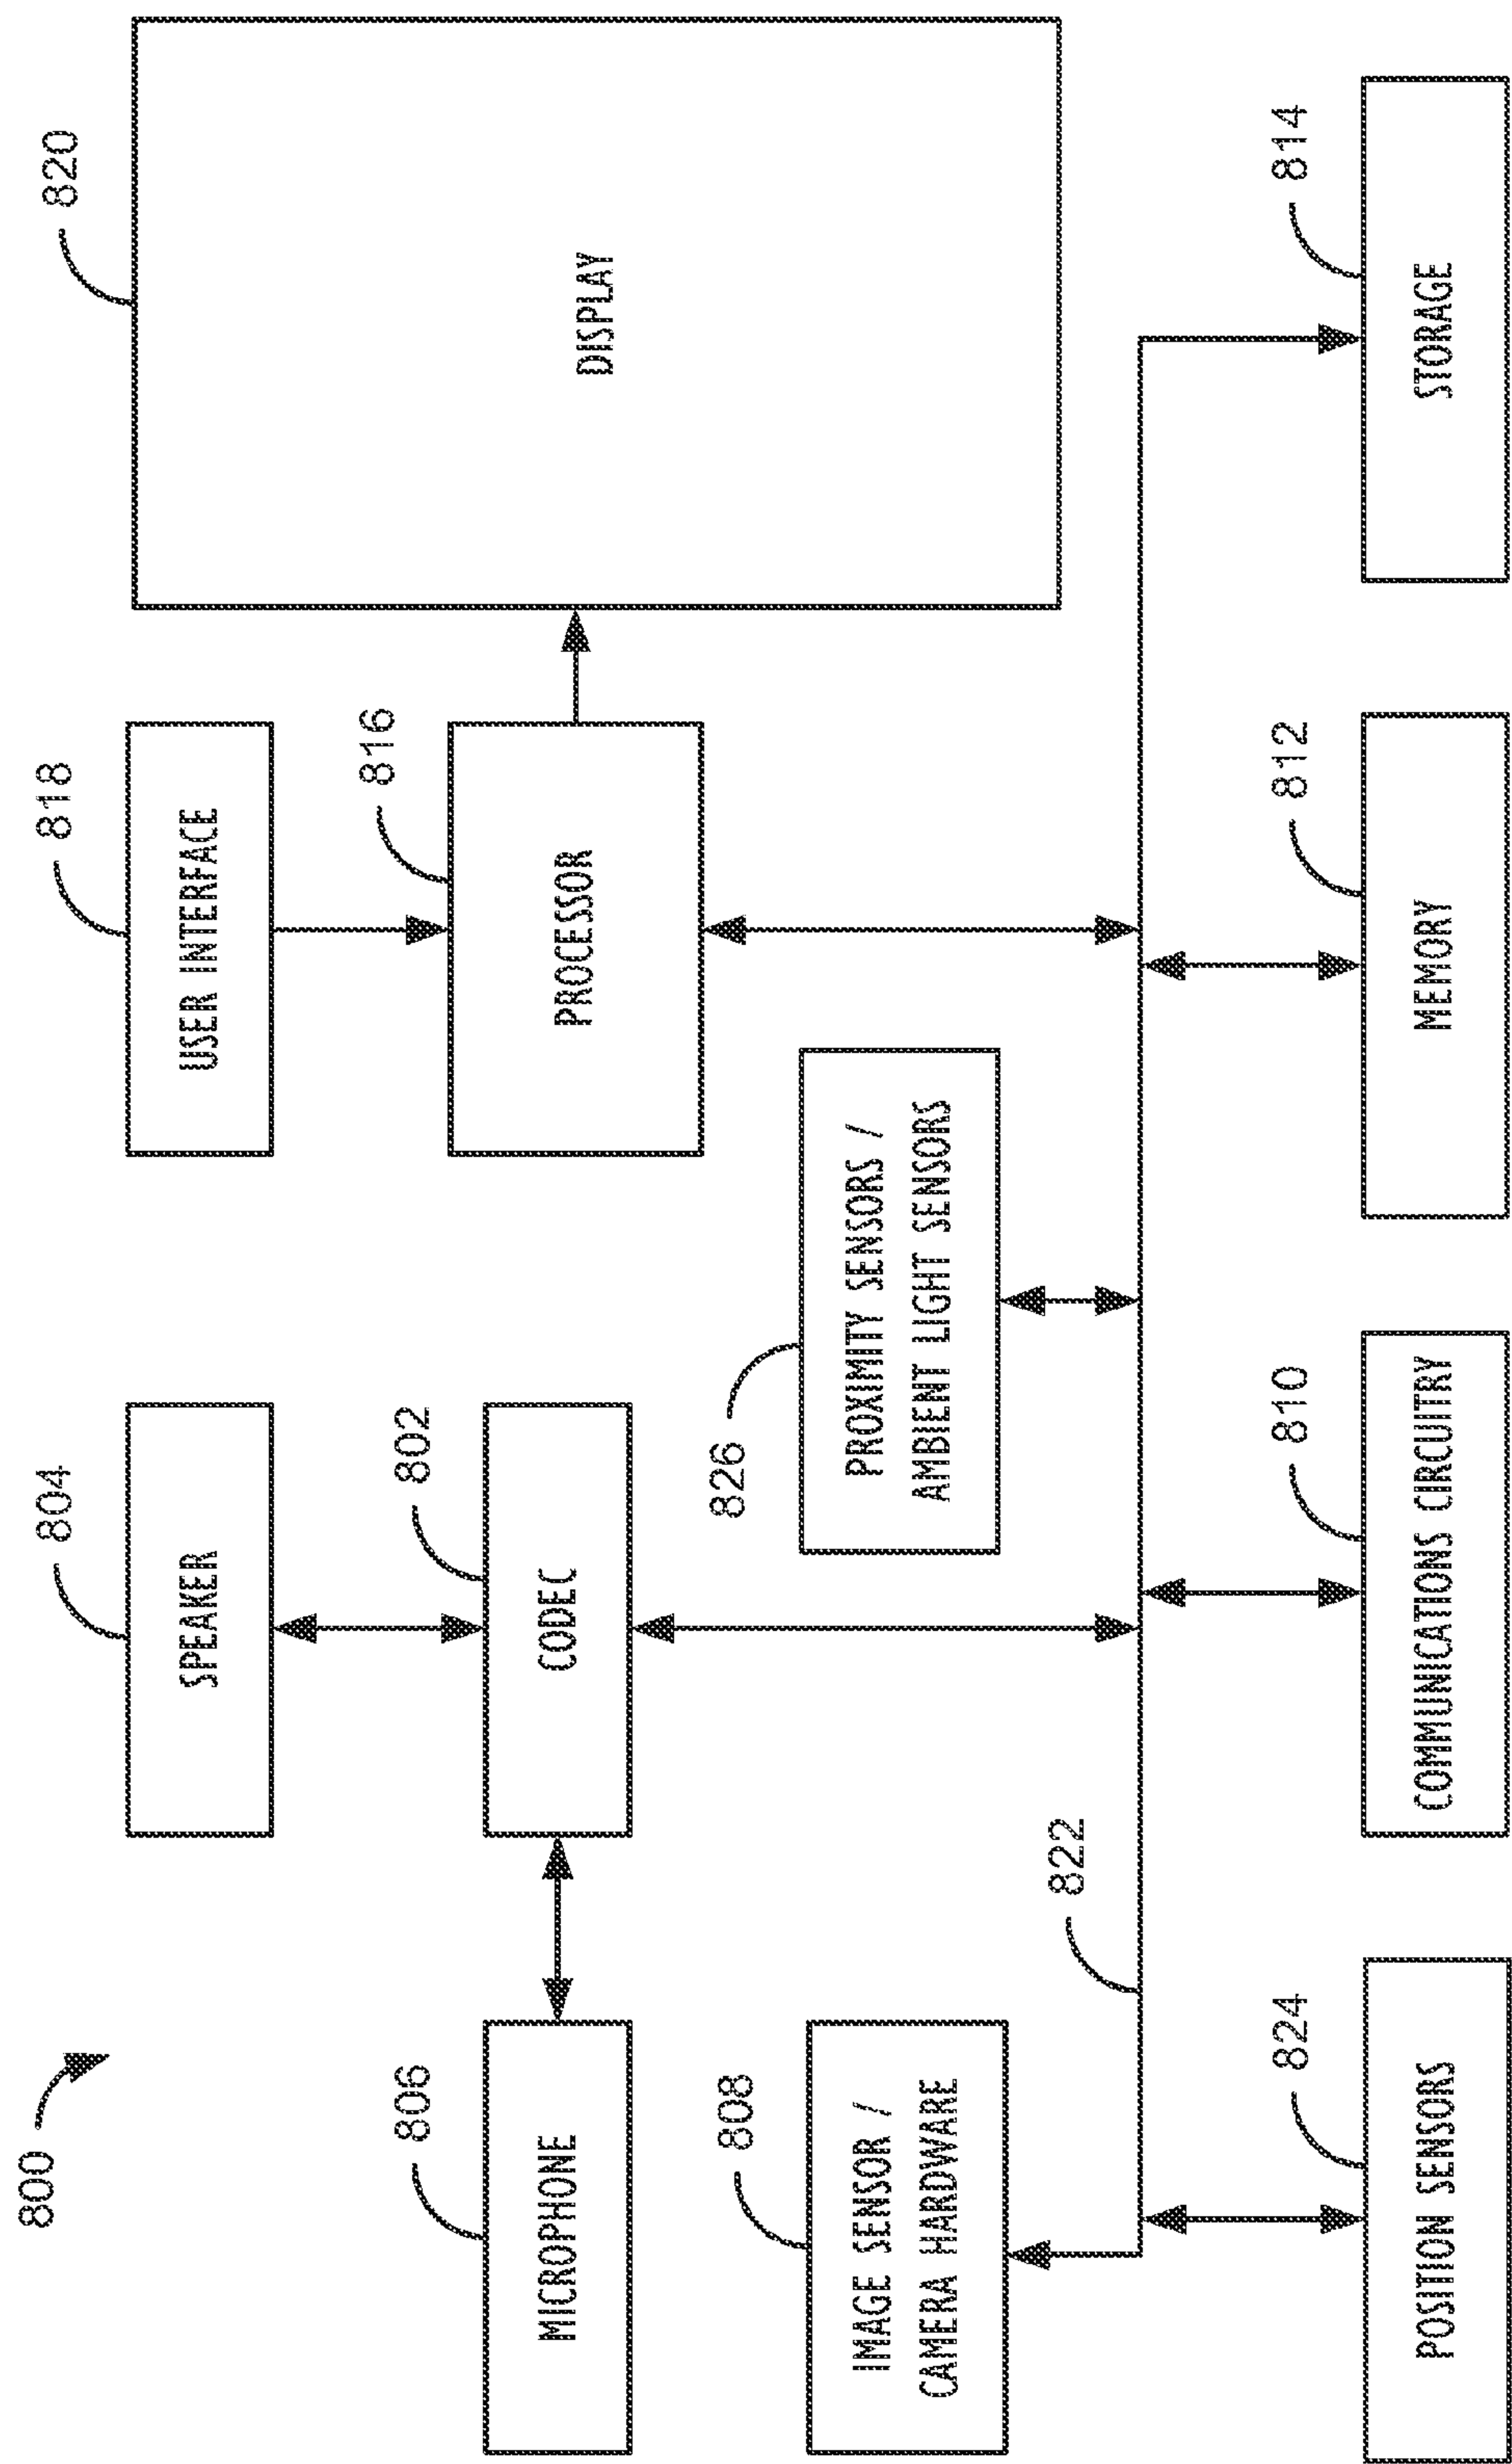 800
804
SPEAKER
818
USER INTERFACE
820
DISPLAY
806
MICROPHONE
802
CODEC
816
PROCESSOR
808
IMAGE SENSOR /
CAMERA HARDWARE
826
PROXIMITY SENSORS /
AMBIENT LIGHT SENSORS
822
824
POSITION SENSORS
810
COMMUNICATIONS CIRCUITRY
812
MEMORY
814
STORAGE